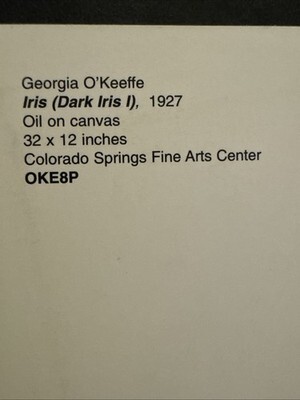 Georgia O'Keeffe
Iris (Dark Iris I), 1927
Oil on canvas
32 x 12 inches
Colorado Springs Fine Arts Center
OKE8P